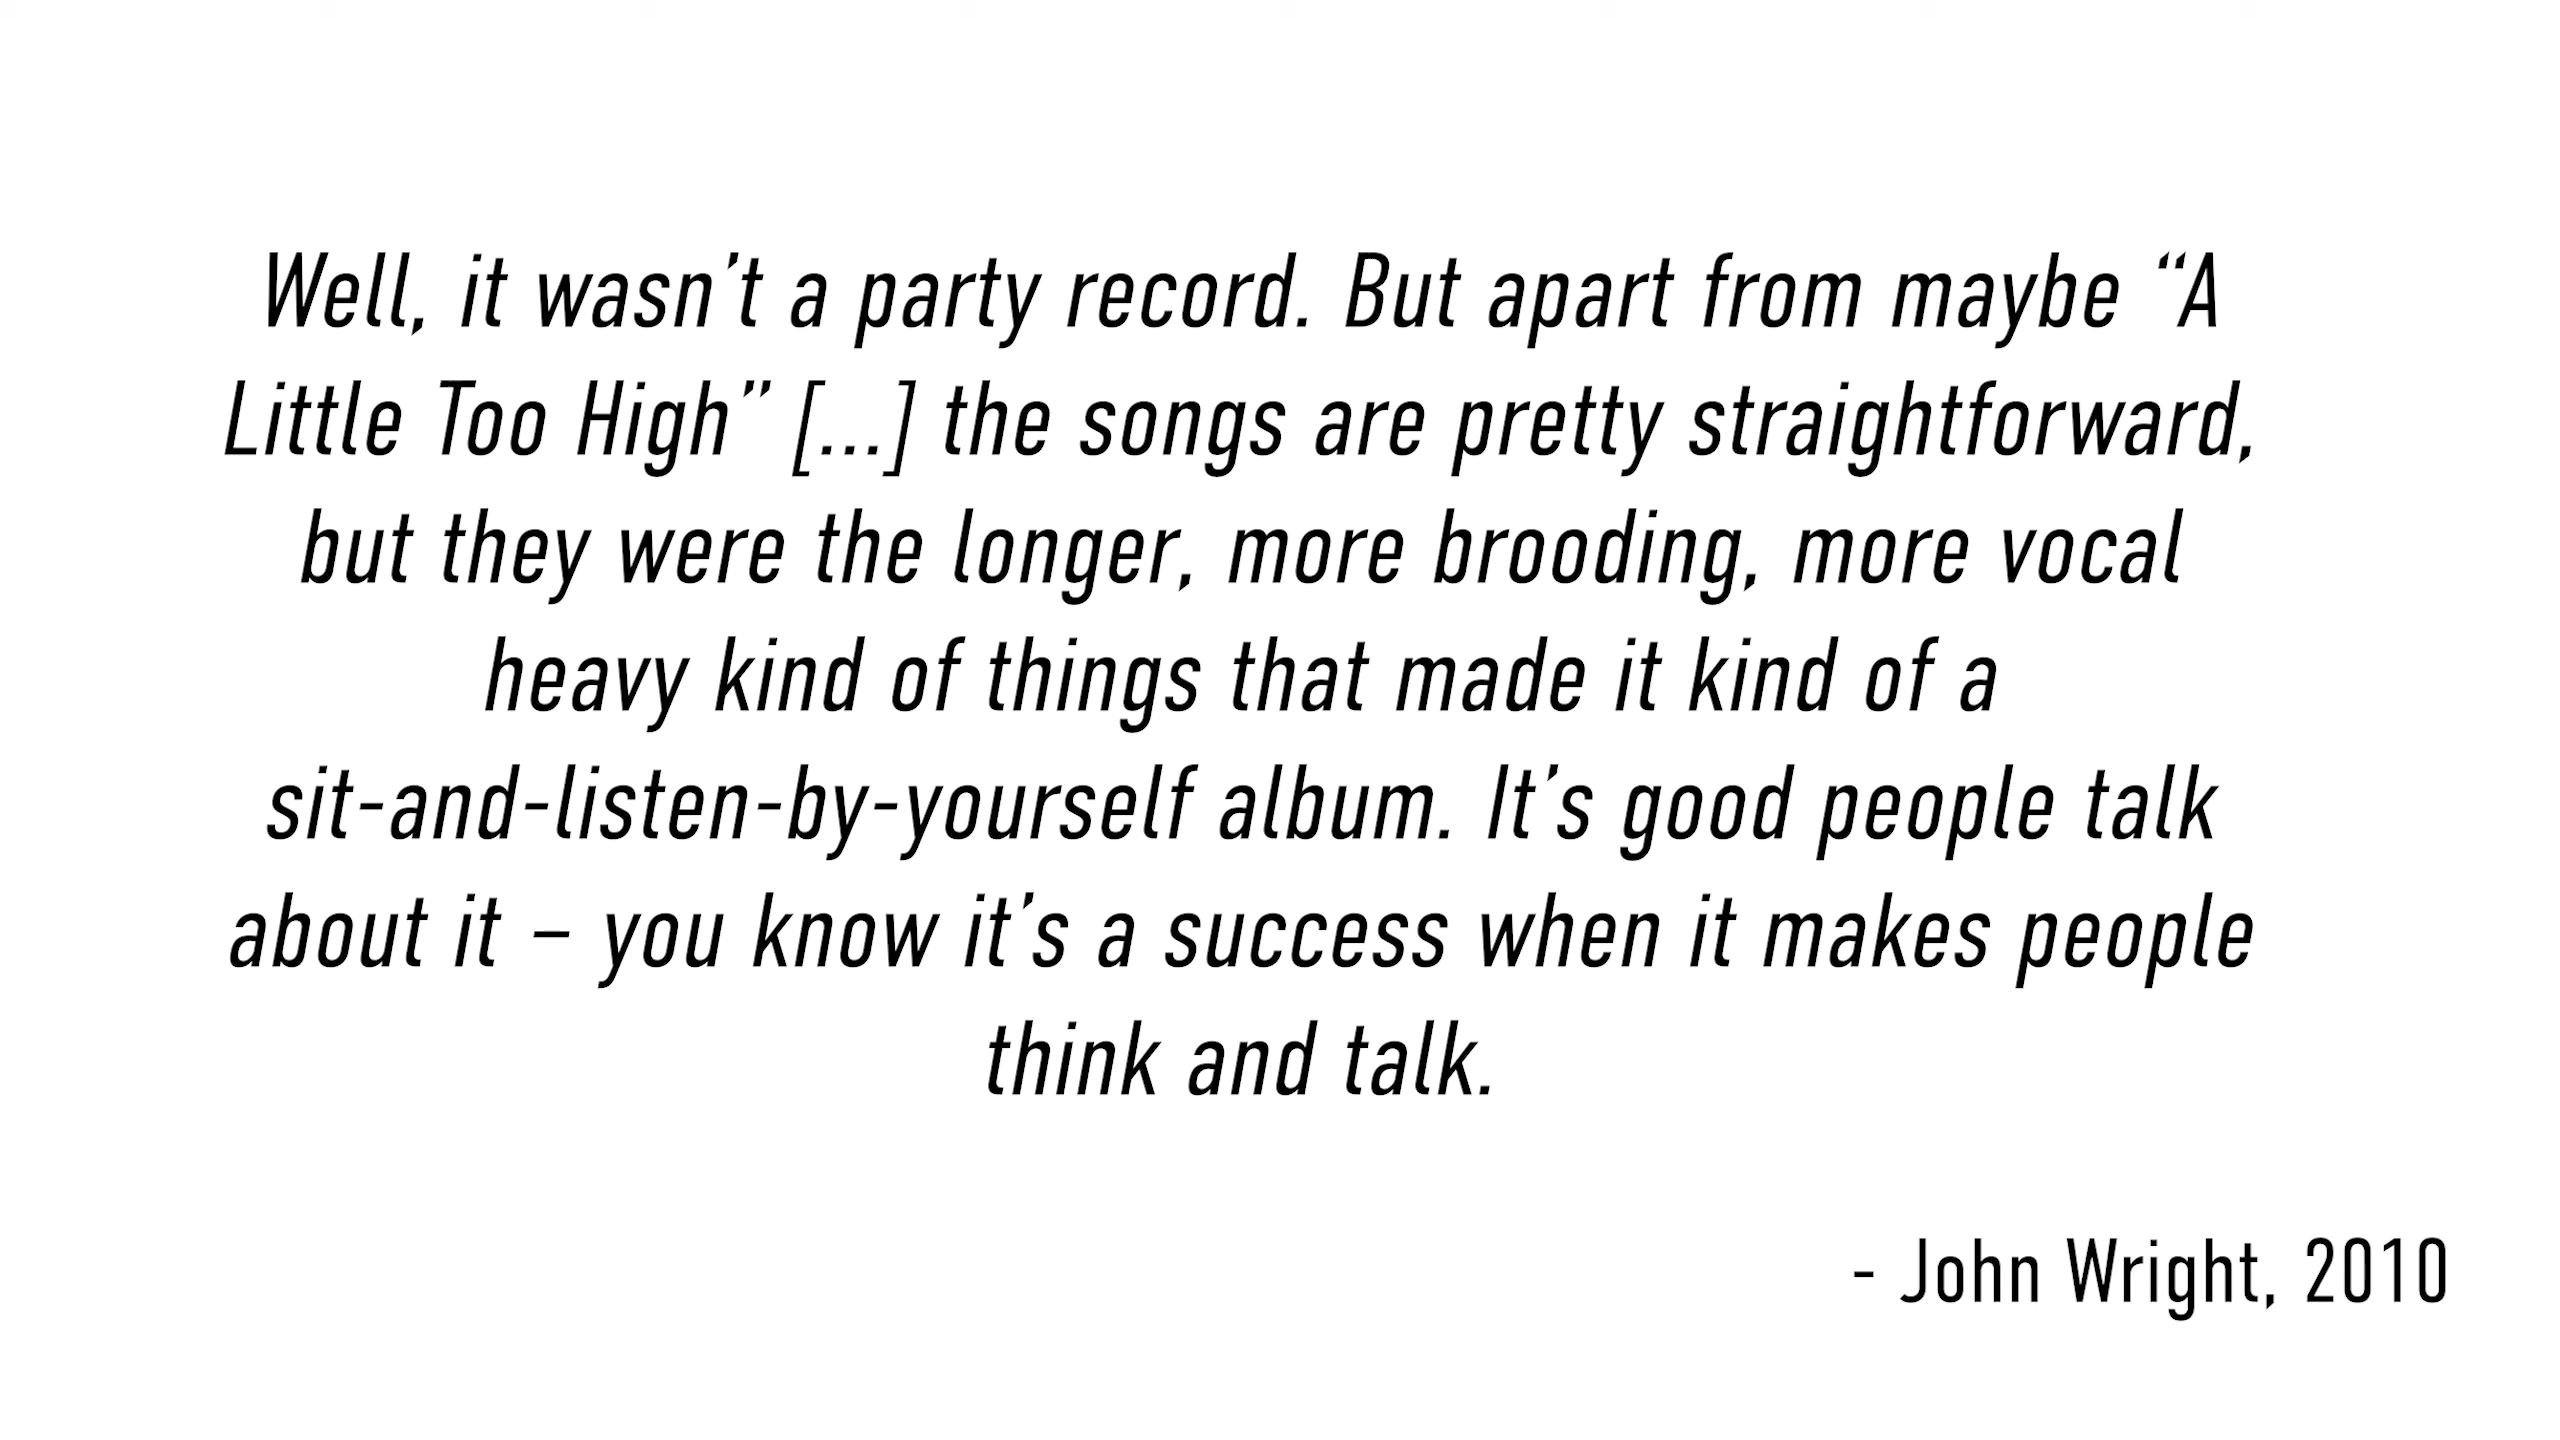 Well, it wasn’t a party record. But apart from maybe “A
Little Too High” [...] the songs are pretty straightforward,
but they were the longer, more brooding, more vocal
heavy kind of things that made it kind of a
sit-and-listen-by-yourself album. It’s good people talk
about it – you know it’s a success when it makes people
think and talk.
- John Wright, 2010